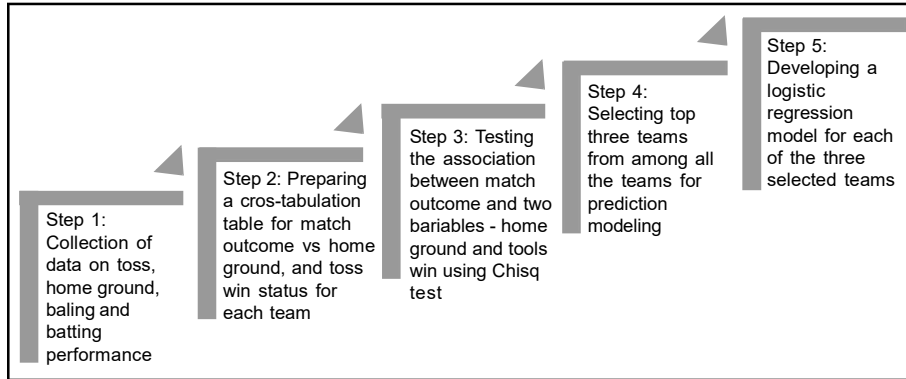 Step 1:
Collection of
data on toss,
home ground,
baling and
batting
performance
Step 2: Preparing
a cros-tabulation
table for match
outcome vs home
ground, and toss
win status for
each team
Step 3: Testing
the association
between match
outcome and two
bariables - home
ground and tools
win using Chisq
test
Step 4:
Selecting top
three teams
from among all
the teams for
prediction
modeling
Step 5:
Developing a
logistic
regression
model for each
of the three
selected teams